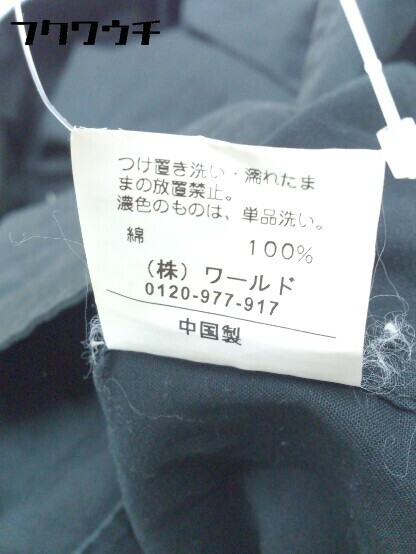 フクワウチ
つけ置き洗い・濡れたま
まの放置禁止。
濃色のものは、単品洗い。
綿 100%
(株) ワールド
0120-977-917
中国製